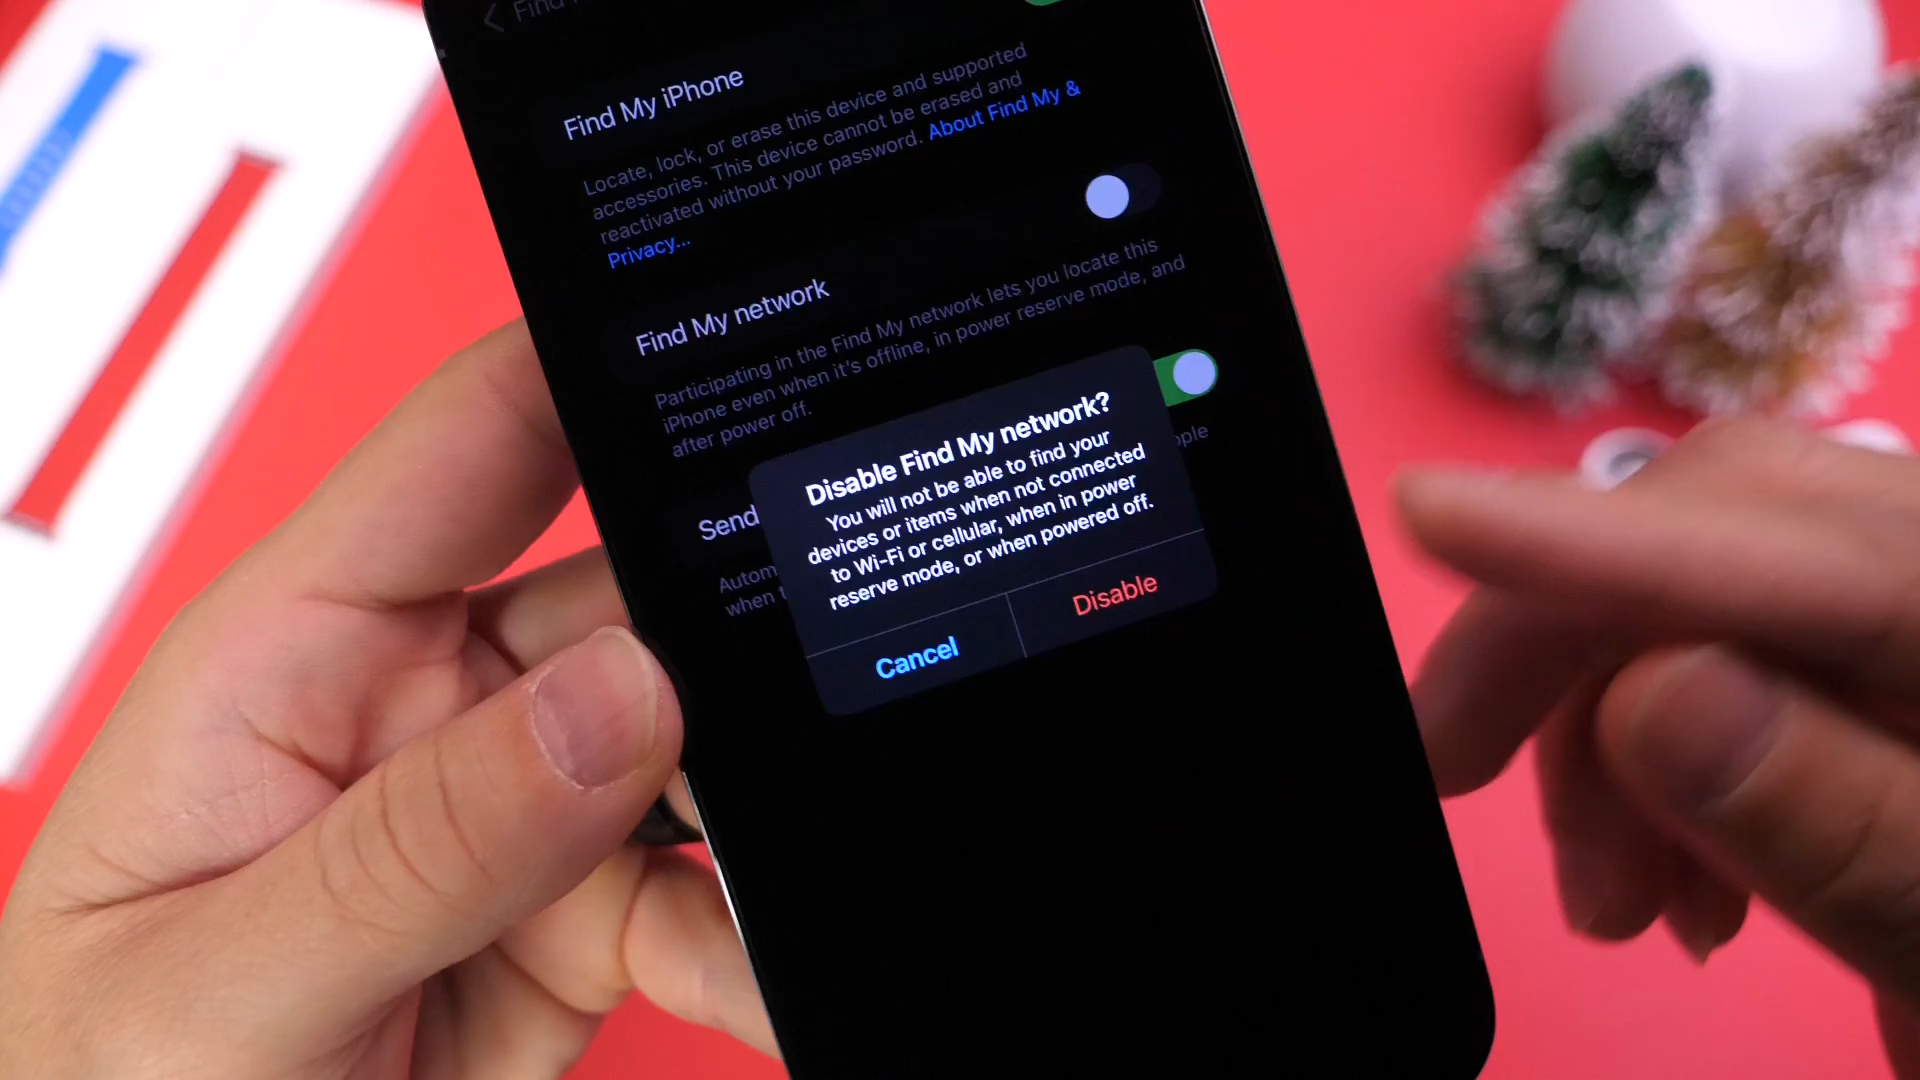 Find
Find My iPhone
Locate, lock, or erase this device and supported
accessories. This device cannot be erased and
reactivated without your password. About Find My &
Privacy...
Find My network
Participating in the Find My network lets you locate this
iPhone even when it's offline, in power reserve mode, and
after power off.
Disable Find My network?
You will not be able to find your
devices or items when not connected
to Wi-Fi or cellular, when in power
reserve mode, or when powered off.
Cancel
Disable
Send
Autom
when